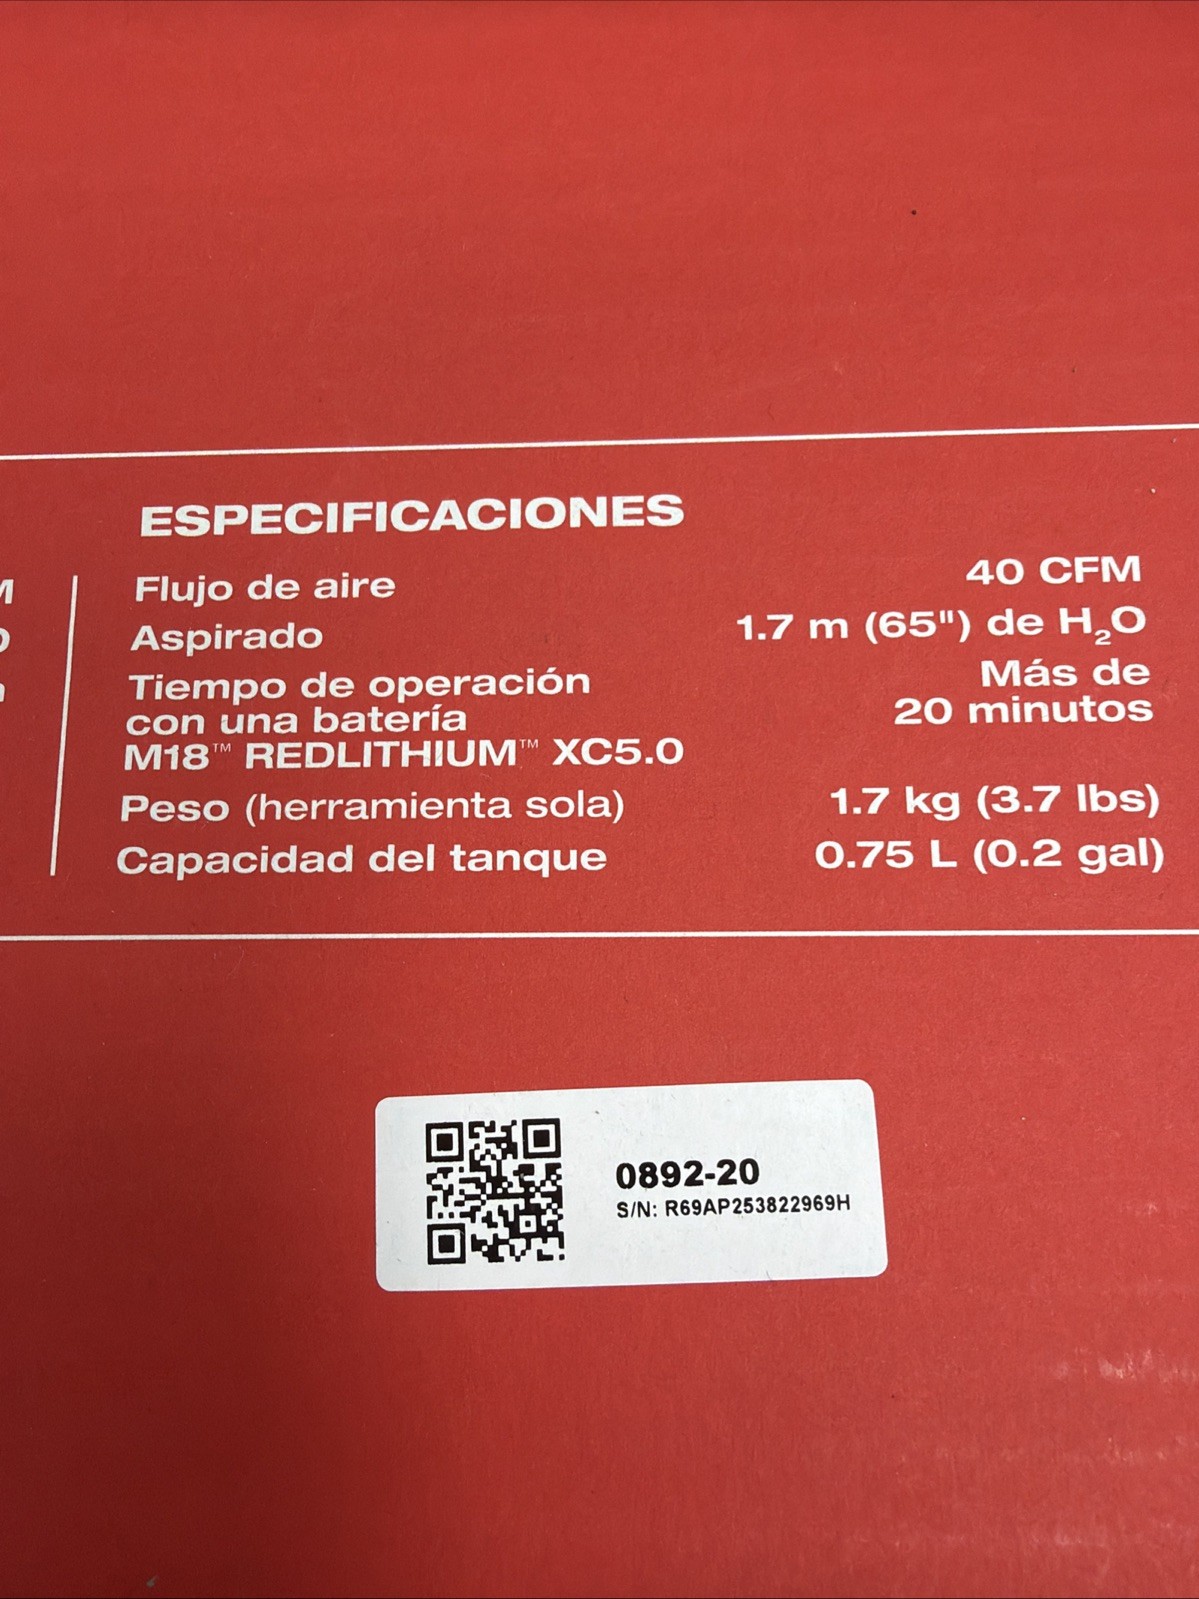 ESPECIFICACIONES
Flujo de aire 40 CFM
Aspirado 1.7 m (65") de H₂O
Tiempo de operación Más de
con una batería 20 minutos
M18™ REDLITHIUM™ XC5.0
Peso (herramienta sola) 1.7 kg (3.7 lbs)
Capacidad del tanque 0.75 L (0.2 gal)
0892-20
S/N: R69AP253822969H